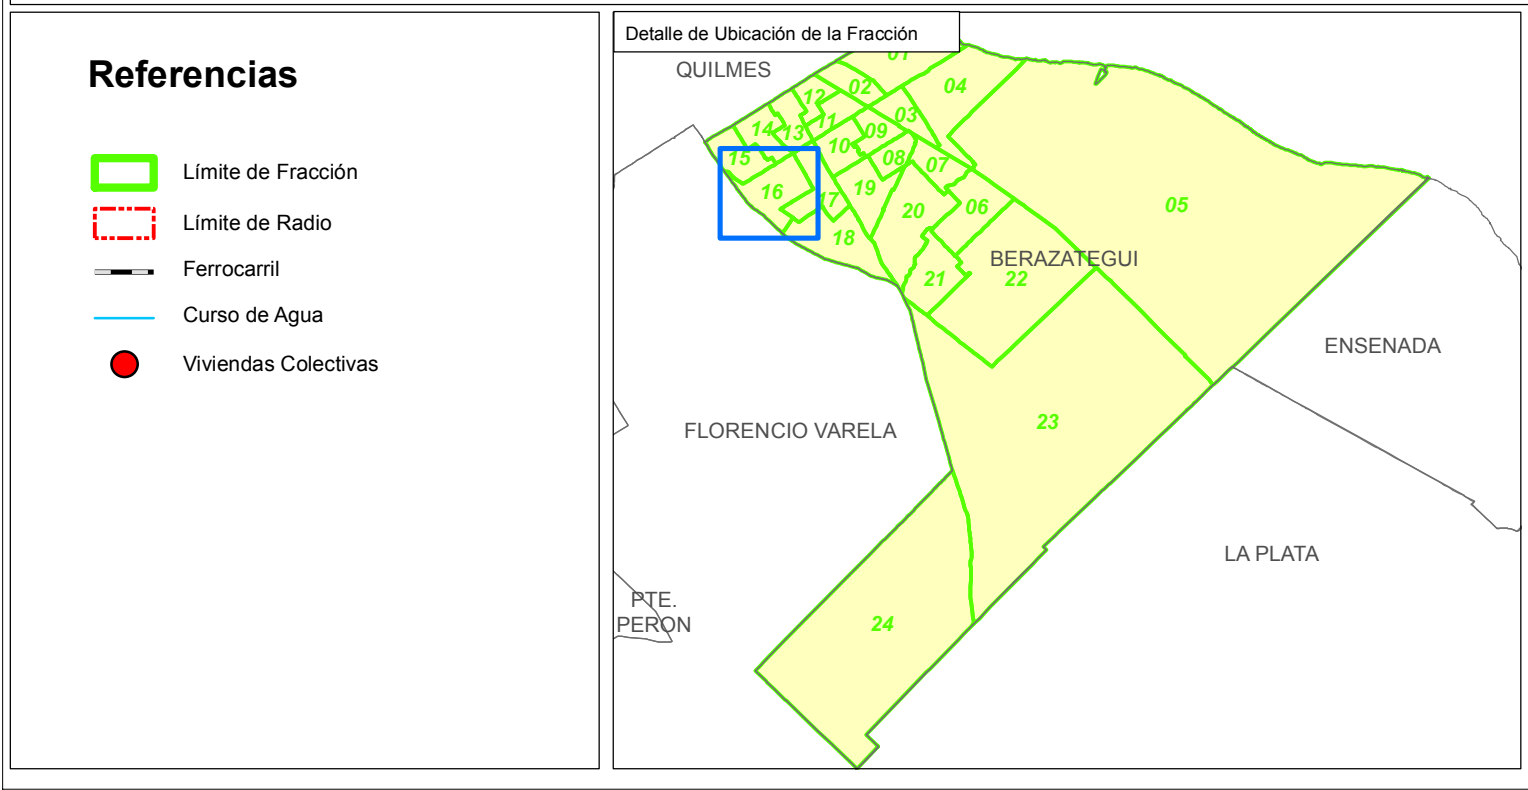 Referencias
Límite de Fracción
Límite de Radio
Ferrocarril
Curso de Agua
Viviendas Colectivas
Detalle de Ubicación de la Fracción
QUILMES
01
02
04
12
03
11
14
13
09
10
15
08
07
16
19
17
20
06
05
18
BERAZATEGUI
21
22
ENSENADA
23
FLORENCIO VARELA
LA PLATA
PTE.
PERON
24